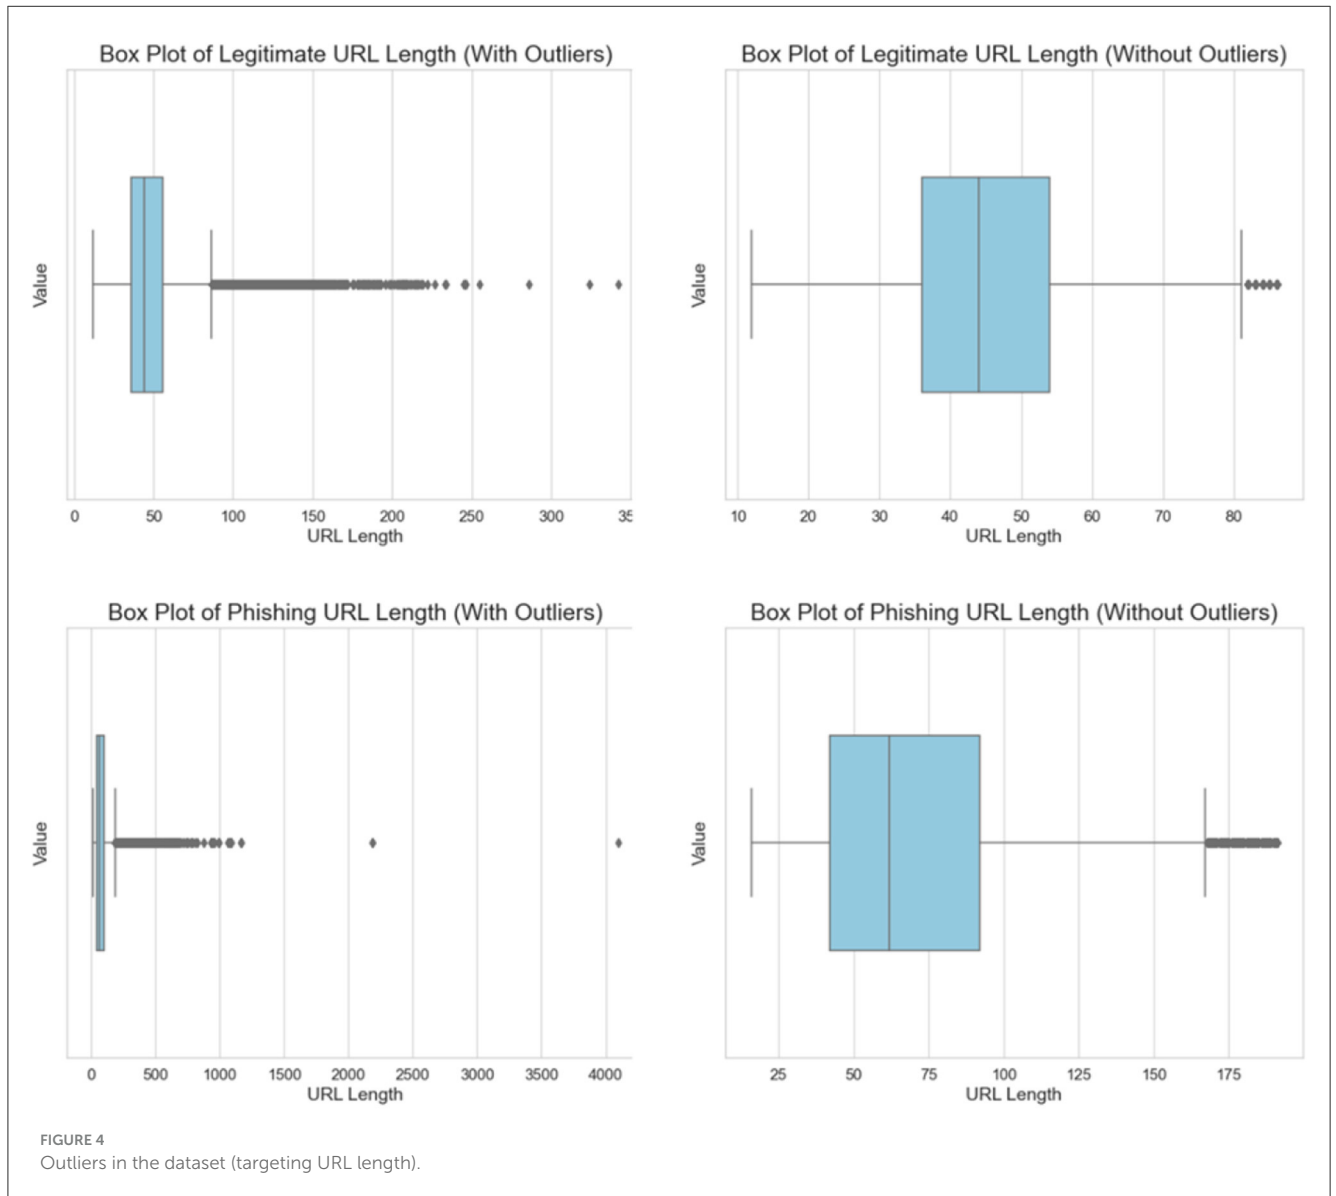 Box Plot of Legitimate URL Length (With Outliers)
Value
0 50 100 150 200 250 300 35
URL Length
Box Plot of Legitimate URL Length (Without Outliers)
Value
10 20 30 40 50 60 70 80
URL Length
Box Plot of Phishing URL Length (With Outliers)
Value
0 500 1000 1500 2000 2500 3000 3500 4000
URL Length
Box Plot of Phishing URL Length (Without Outliers)
Value
25 50 75 100 125 150 175
URL Length
FIGURE 4
Outliers in the dataset (targeting URL length).